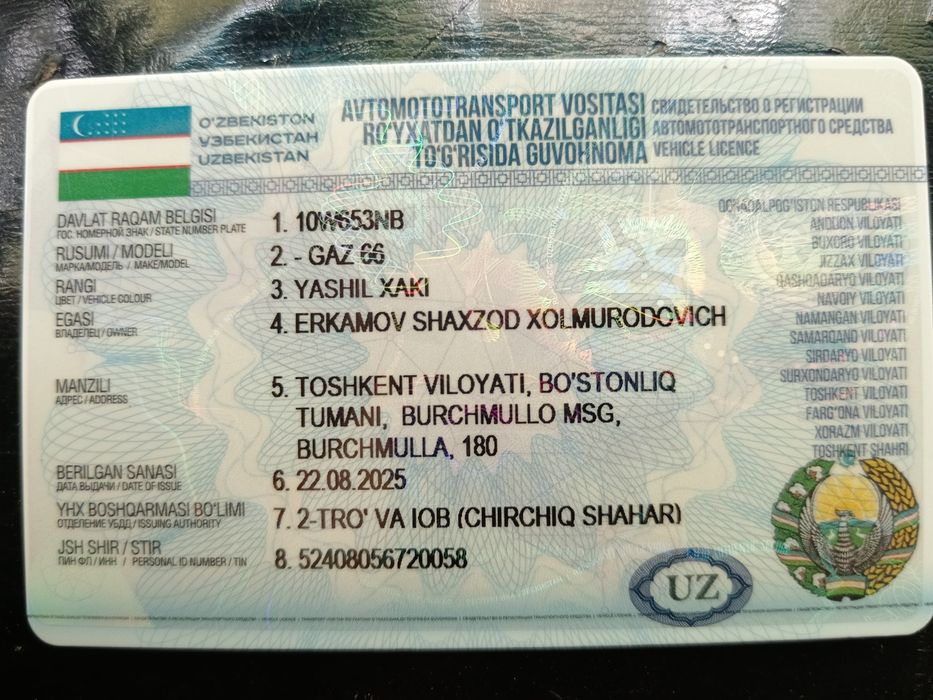 O'ZBEKISTON
ЎЗБЕКИСТАН
UZBEKISTAN
AVTOMOTOTRANSPORT VOSITASI
RO'YXATDAN O'TKAZILGANLIGI
TO'G'RISIDA GUVOHNOMA
СВИДЕТЕЛЬСТВО О РЕГИСТРАЦИИ
АВТОМОТОТРАНСПОРТНОГО СРЕДСТВА
VEHICLE LICENCE
DAVLAT RAQAM BELGISI
ГОС. НОМЕРНОЙ ЗНАК / STATE NUMBER PLATE
1. 10W653NB
RUSUMI / MODELI
МАРКА/МОДЕЛЬ / MAKE/MODEL
2. - GAZ 66
RANGI
ЦВЕТ / VEHICLE COLOUR
3. YASHIL XAKI
EGASI
ВЛАДЕЛЕЦ / OWNER
4. ERKAMOV SHAXZOD XOLMURODOVICH
MANZILI
АДРЕС / ADDRESS
5. TOSHKENT VILOYATI, BO'STONLIQ
TUMANI, BURCHMULLO MSG,
BURCHMULLA, 180
BERILGAN SANASI
ДАТА ВЫДАЧИ / DATE OF ISSUE
6. 22.08.2025
YHX BOSHQARMASI BO'LIMI
ОТДЕЛЕНИЕ УБДД / ISSUING AUTHORITY
7. 2-TRO' VA IOB (CHIRCHIQ SHAHAR)
JSH SHIR / STIR
ПИН ФЛ / ИНН / PERSONAL ID NUMBER / TIN
8. 52408056720058
QORAQALPOG'ISTON RESPUBLIKASI
ANDIJON VILOYATI
BUXORO VILOYATI
JIZZAX VILOYATI
QASHQADARYO VILOYATI
NAVOIY VILOYATI
NAMANGAN VILOYATI
SAMARQAND VILOYATI
SIRDARYO VILOYATI
SURXONDARYO VILOYATI
TOSHKENT VILOYATI
FARG'ONA VILOYATI
XORAZM VILOYATI
TOSHKENT SHAHRI
UZ